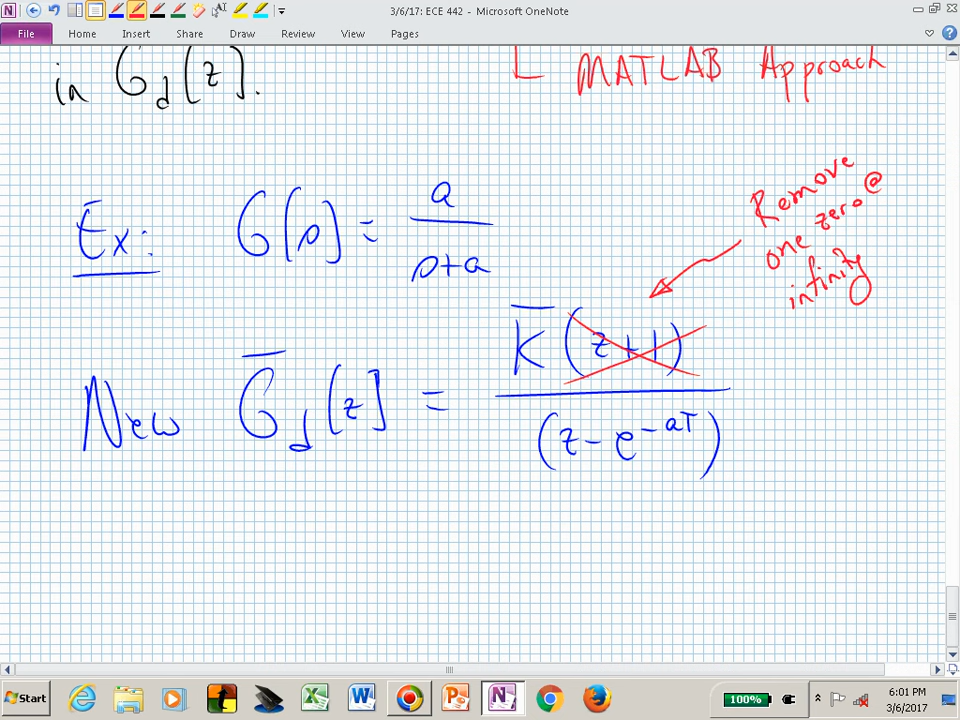 3/6/17: ECE 442 - Microsoft OneNote
File Home Insert Share Draw Review View Pages
in G_d(z).
MATLAB Approach
Remove
one zero @
infinity
Ex: G(s) = a / (s+a)
New G̅_d(z) = K̅ (z+1) / (z - e^{-aT})
Start
100%
6:01 PM
3/6/2017